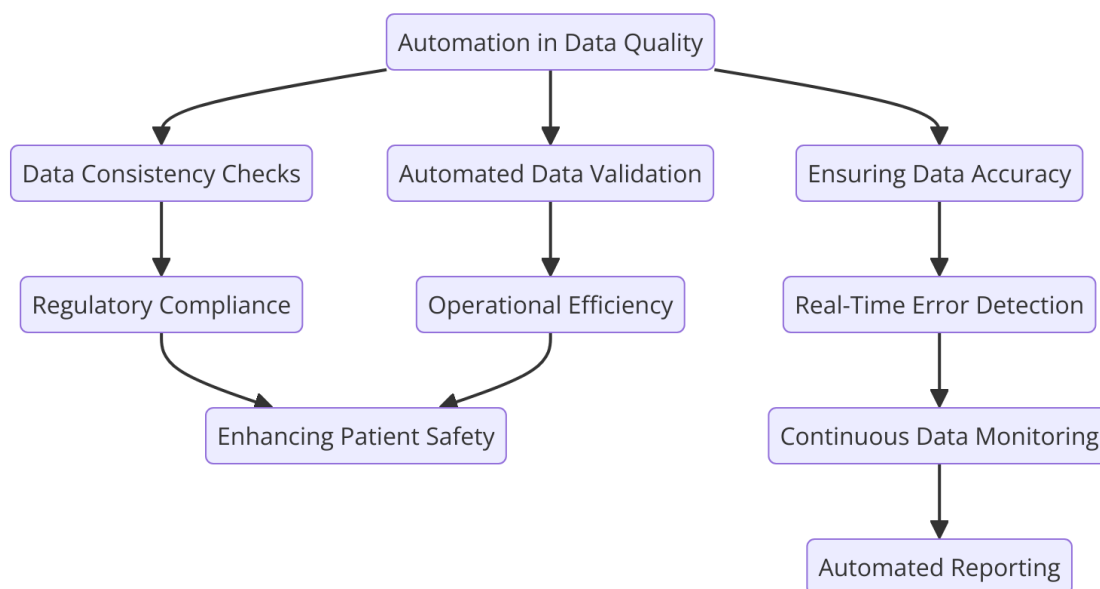 Automation in Data Quality
Data Consistency Checks
Automated Data Validation
Ensuring Data Accuracy
Regulatory Compliance
Operational Efficiency
Real-Time Error Detection
Enhancing Patient Safety
Continuous Data Monitoring
Automated Reporting